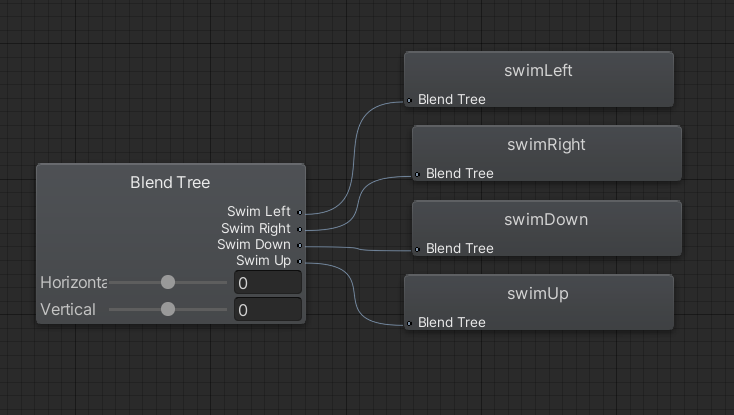 swimLeft
Blend Tree
swimRight
Blend Tree
Blend Tree
Swim Left
Swim Right
Swim Down
Swim Up
Horizonta
0
Vertical
0
swimDown
Blend Tree
swimUp
Blend Tree